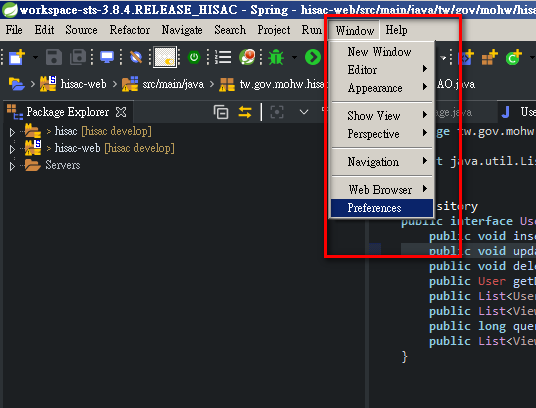 workspace-sts-3.8.4.RELEASE_HISAC - Spring - hisac-web/src/main/java/tw/gov/mohw/hisa
File Edit Source Refactor Navigate Search Project Run Window Help
hisac-web src/main/java tw.gov.mohw.hisac AO.java
Package Explorer
> hisac [hisac develop]
> hisac-web [hisac develop]
Servers
New Window
Editor
Appearance
Show View
Perspective
Navigation
Web Browser
Preferences
age.java Use
ge tw.gov.mohw.
t java.util.Lis
sitory
public interface Use
public void inse
public void upda
public void dele
public User getB
public List<User
public List<View
public long quer
public List<View
}